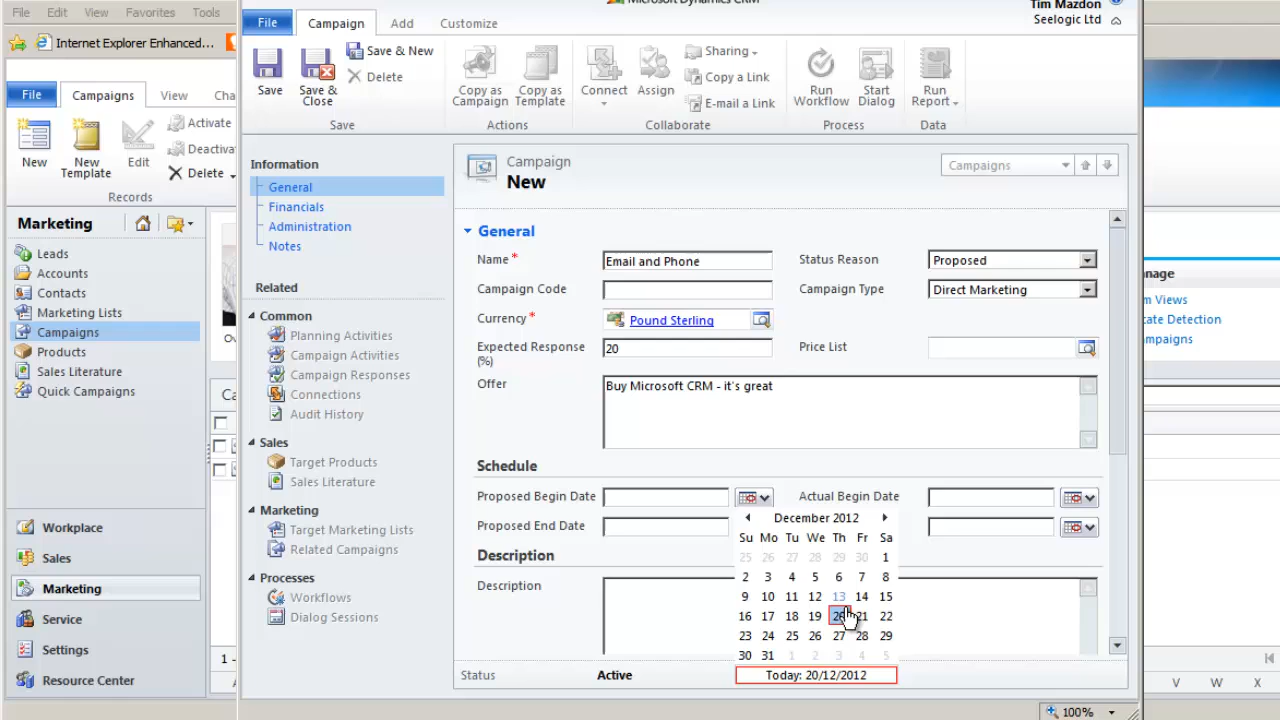 File Edit View Favorites Tools
Internet Explorer Enhanced...
File Campaigns View Cha
New
New Template
Edit
Activate
Deactiva
Delete
Records
Marketing
Leads
Accounts
Contacts
Marketing Lists
Campaigns
Products
Sales Literature
Quick Campaigns
Workplace
Sales
Marketing
Service
Settings
Resource Center
Ov
Ca
1 -
Microsoft Dynamics CRM
Tim Mazdon
Seelogic Ltd
File Campaign Add Customize
Save
Save & Close
Save & New
Delete
Save
Copy as Campaign
Copy as Template
Actions
Connect
Assign
Sharing
Copy a Link
E-mail a Link
Collaborate
Run Workflow
Start Dialog
Process
Run Report
Data
Information
General
Financials
Administration
Notes
Related
Common
Planning Activities
Campaign Activities
Campaign Responses
Connections
Audit History
Sales
Target Products
Sales Literature
Marketing
Target Marketing Lists
Related Campaigns
Processes
Workflows
Dialog Sessions
Campaign
New
Campaigns
General
Name* Email and Phone Status Reason Proposed
Campaign Code Campaign Type Direct Marketing
Currency* Pound Sterling
Expected Response (%) 20 Price List
Offer Buy Microsoft CRM - it's great
Schedule
Proposed Begin Date Actual Begin Date
Proposed End Date
December 2012
Su Mo Tu We Th Fr Sa
25 26 27 28 29 30 1
2 3 4 5 6 7 8
9 10 11 12 13 14 15
16 17 18 19 20 21 22
23 24 25 26 27 28 29
30 31 1 2 3 4 5
Today: 20/12/2012
Description
Description
Status Active
100%
nage
m Views
cate Detection
mpaigns
V W X